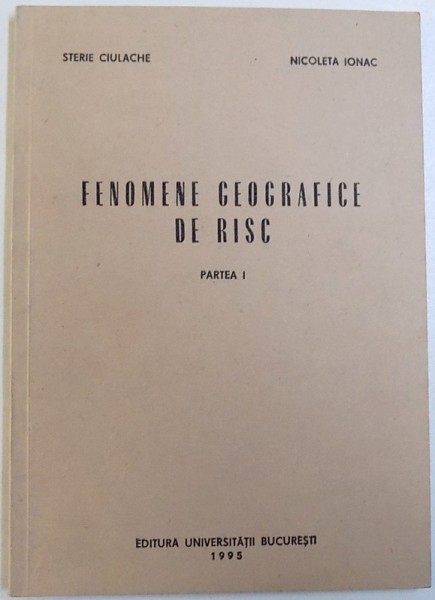 STERIE CIULACHE
NICOLETA IONAC
FENOMENE GEOGRAFICE
DE RISC
PARTEA I
EDITURA UNIVERSITĂȚII BUCUREȘTI
1995